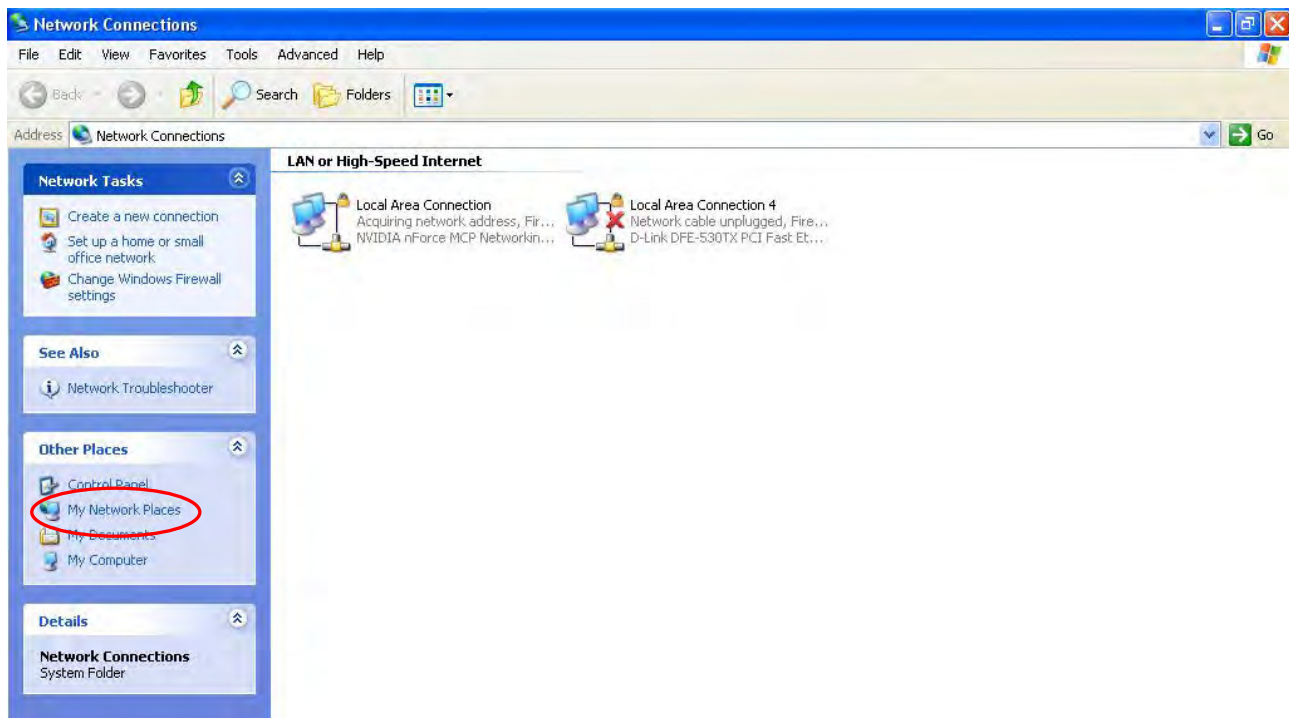 Network Connections
File Edit View Favorites Tools Advanced Help
Back Search Folders
Address Network Connections Go
LAN or High-Speed Internet
Network Tasks
Create a new connection
Set up a home or small
office network
Change Windows Firewall
settings
Local Area Connection
Acquiring network address, Fir...
NVIDIA nForce MCP Networkin...
Local Area Connection 4
Network cable unplugged, Fire...
D-Link DFE-530TX PCI Fast Et...
See Also
Network Troubleshooter
Other Places
Control Panel
My Network Places
My Documents
My Computer
Details
Network Connections
System Folder